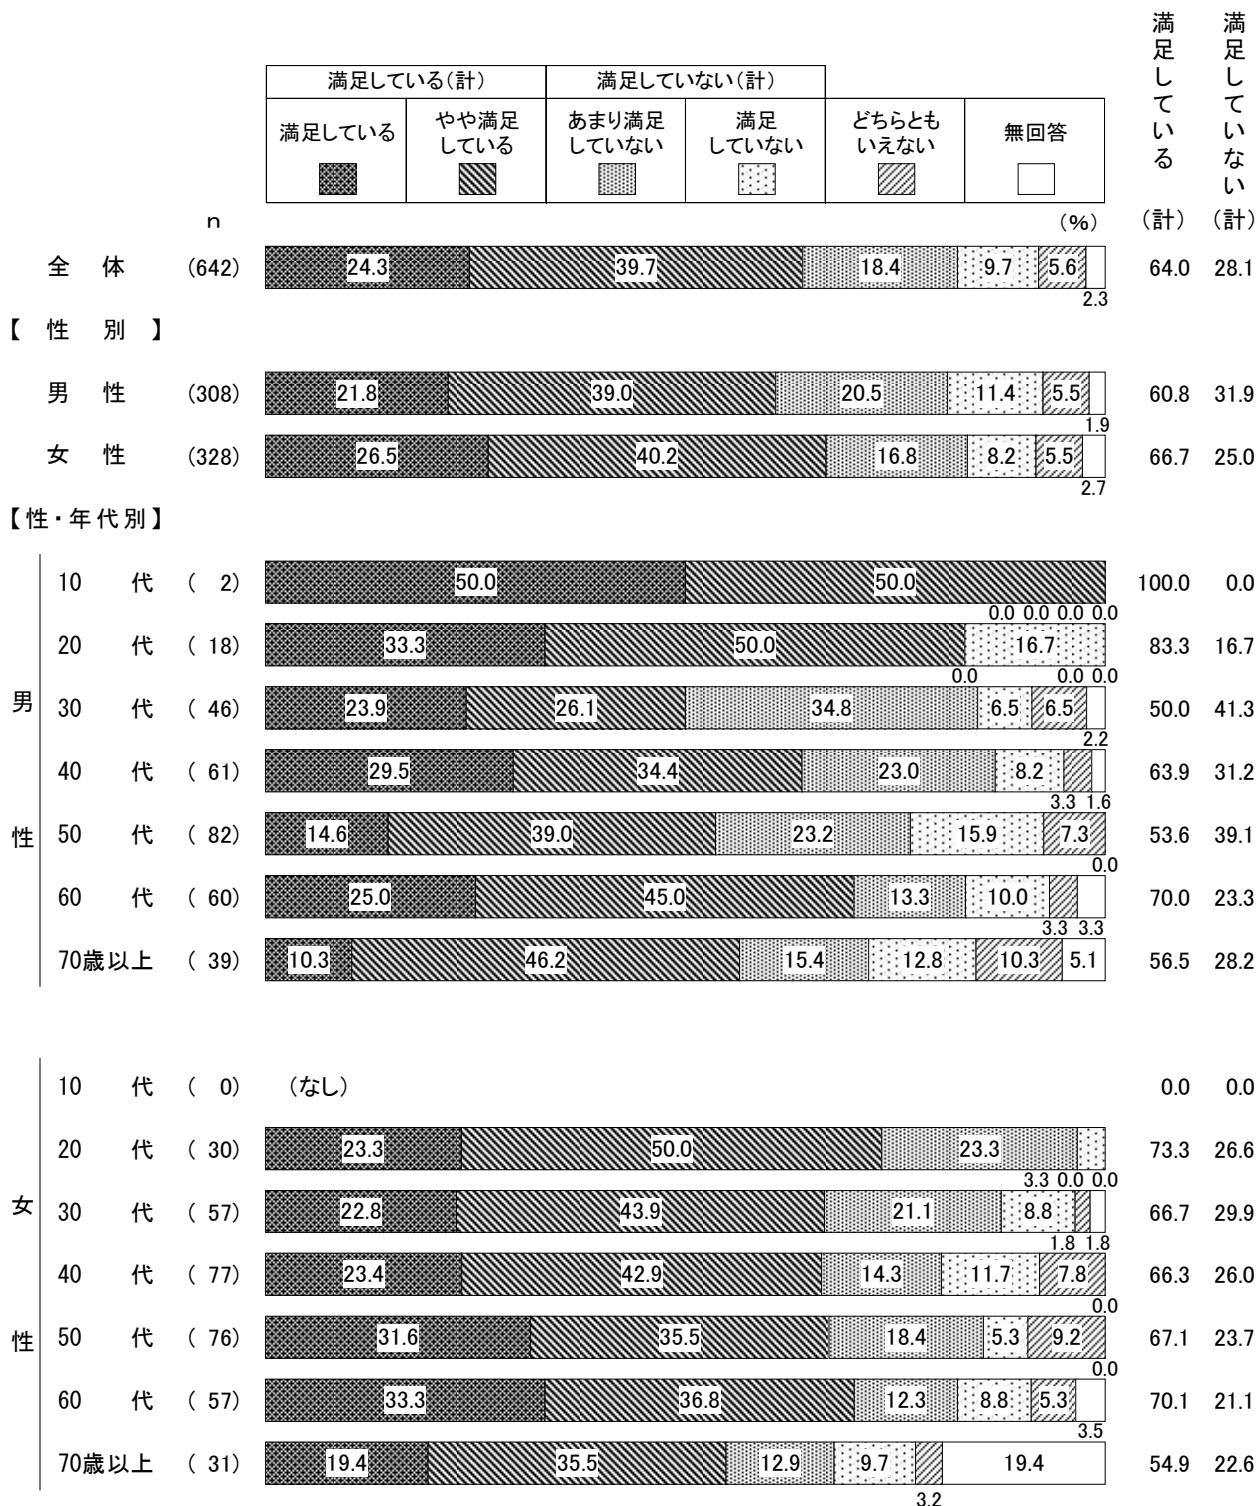 満足している 満足していない
満足している(計) 満足していない(計)
満足している やや満足している あまり満足していない 満足していない どちらともいえない 無回答
n (%) (計) (計)
全体 (642) 24.3 39.7 18.4 9.7 5.6 64.0 28.1
2.3
【性別】
男性 (308) 21.8 39.0 20.5 11.4 5.5 60.8 31.9
1.9
女性 (328) 26.5 40.2 16.8 8.2 5.5 66.7 25.0
2.7
【性・年代別】
男性
10代 ( 2) 50.0 50.0 100.0 0.0
0.0 0.0 0.0 0.0
20代 ( 18) 33.3 50.0 16.7 83.3 16.7
0.0 0.0 0.0
30代 ( 46) 23.9 26.1 34.8 6.5 6.5 50.0 41.3
2.2
40代 ( 61) 29.5 34.4 23.0 8.2 63.9 31.2
3.3 1.6
50代 ( 82) 14.6 39.0 23.2 15.9 7.3 53.6 39.1
0.0
60代 ( 60) 25.0 45.0 13.3 10.0 70.0 23.3
3.3 3.3
70歳以上 ( 39) 10.3 46.2 15.4 12.8 10.3 5.1 56.5 28.2
女性
10代 ( 0) (なし) 0.0 0.0
20代 ( 30) 23.3 50.0 23.3 73.3 26.6
3.3 0.0 0.0
30代 ( 57) 22.8 43.9 21.1 8.8 66.7 29.9
1.8 1.8
40代 ( 77) 23.4 42.9 14.3 11.7 7.8 66.3 26.0
0.0
50代 ( 76) 31.6 35.5 18.4 5.3 9.2 67.1 23.7
0.0
60代 ( 57) 33.3 36.8 12.3 8.8 5.3 70.1 21.1
3.5
70歳以上 ( 31) 19.4 35.5 12.9 9.7 19.4 54.9 22.6
3.2